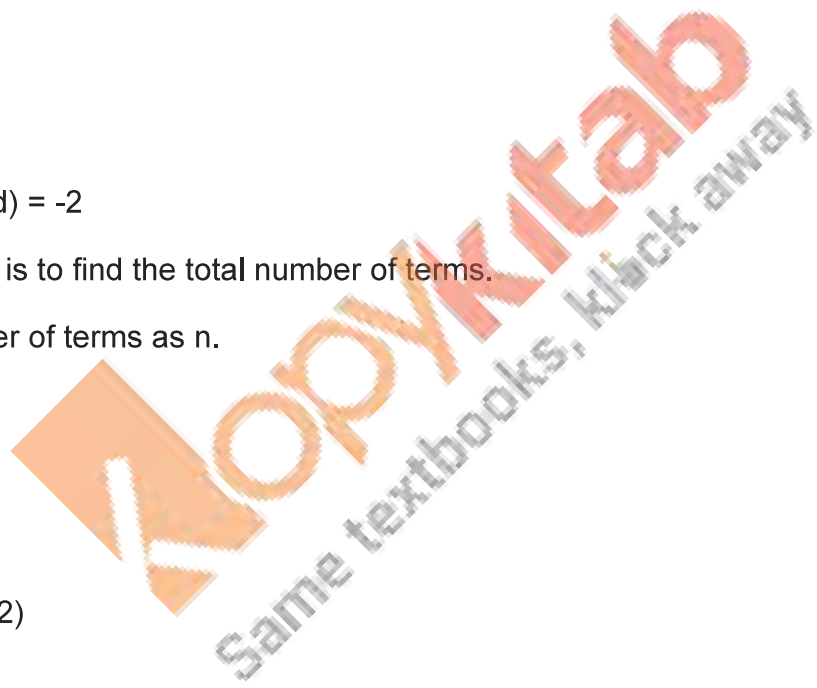 d) = -2
is to find the total number of terms.
er of terms as n.
2)
kopykitab
Same textbooks, klick away